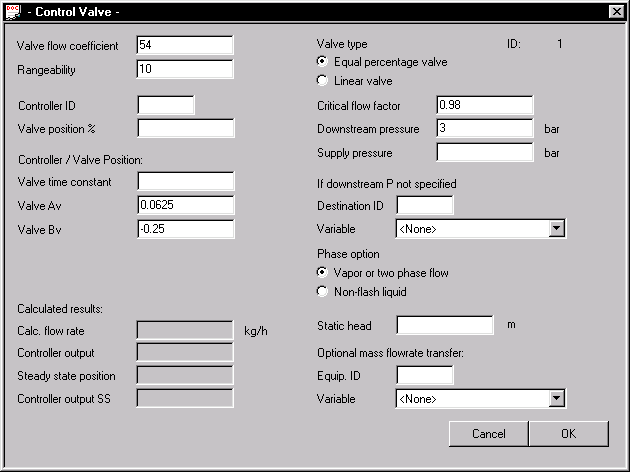 - Control Valve -
Valve flow coefficient 54
Rangeability 10
Controller ID
Valve position %
Controller / Valve Position:
Valve time constant
Valve Av 0.0625
Valve Bv -0.25
Calculated results:
Calc. flow rate kg/h
Controller output
Steady state position
Controller output SS
Valve type ID: 1
Equal percentage valve
Linear valve
Critical flow factor 0.98
Downstream pressure 3 bar
Supply pressure bar
If downstream P not specified
Destination ID
Variable <None>
Phase option
Vapor or two phase flow
Non-flash liquid
Static head m
Optional mass flowrate transfer:
Equip. ID
Variable <None>
Cancel OK